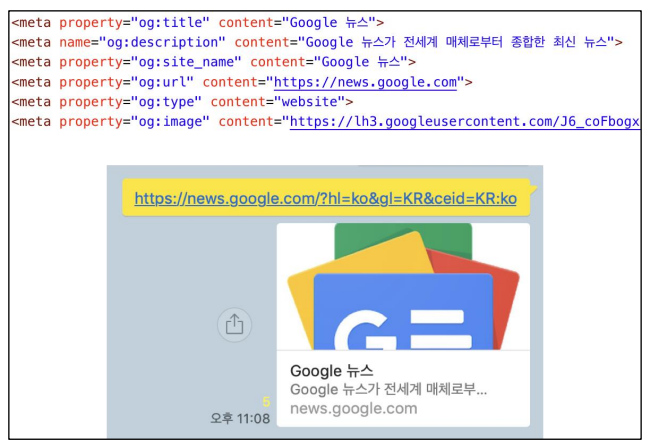 <meta property="og:title" content="Google 뉴스">
<meta name="og:description" content="Google 뉴스가 전세계 매체로부터 종합한 최신 뉴스">
<meta property="og:site_name" content="Google 뉴스">
<meta property="og:url" content="https://news.google.com">
<meta property="og:type" content="website">
<meta property="og:image" content="https://lh3.googleusercontent.com/J6_coFbogx
https://news.google.com/?hl=ko&gl=KR&ceid=KR:ko
G
Google 뉴스
Google 뉴스가 전세계 매체로부...
news.google.com
5
오후 11:08